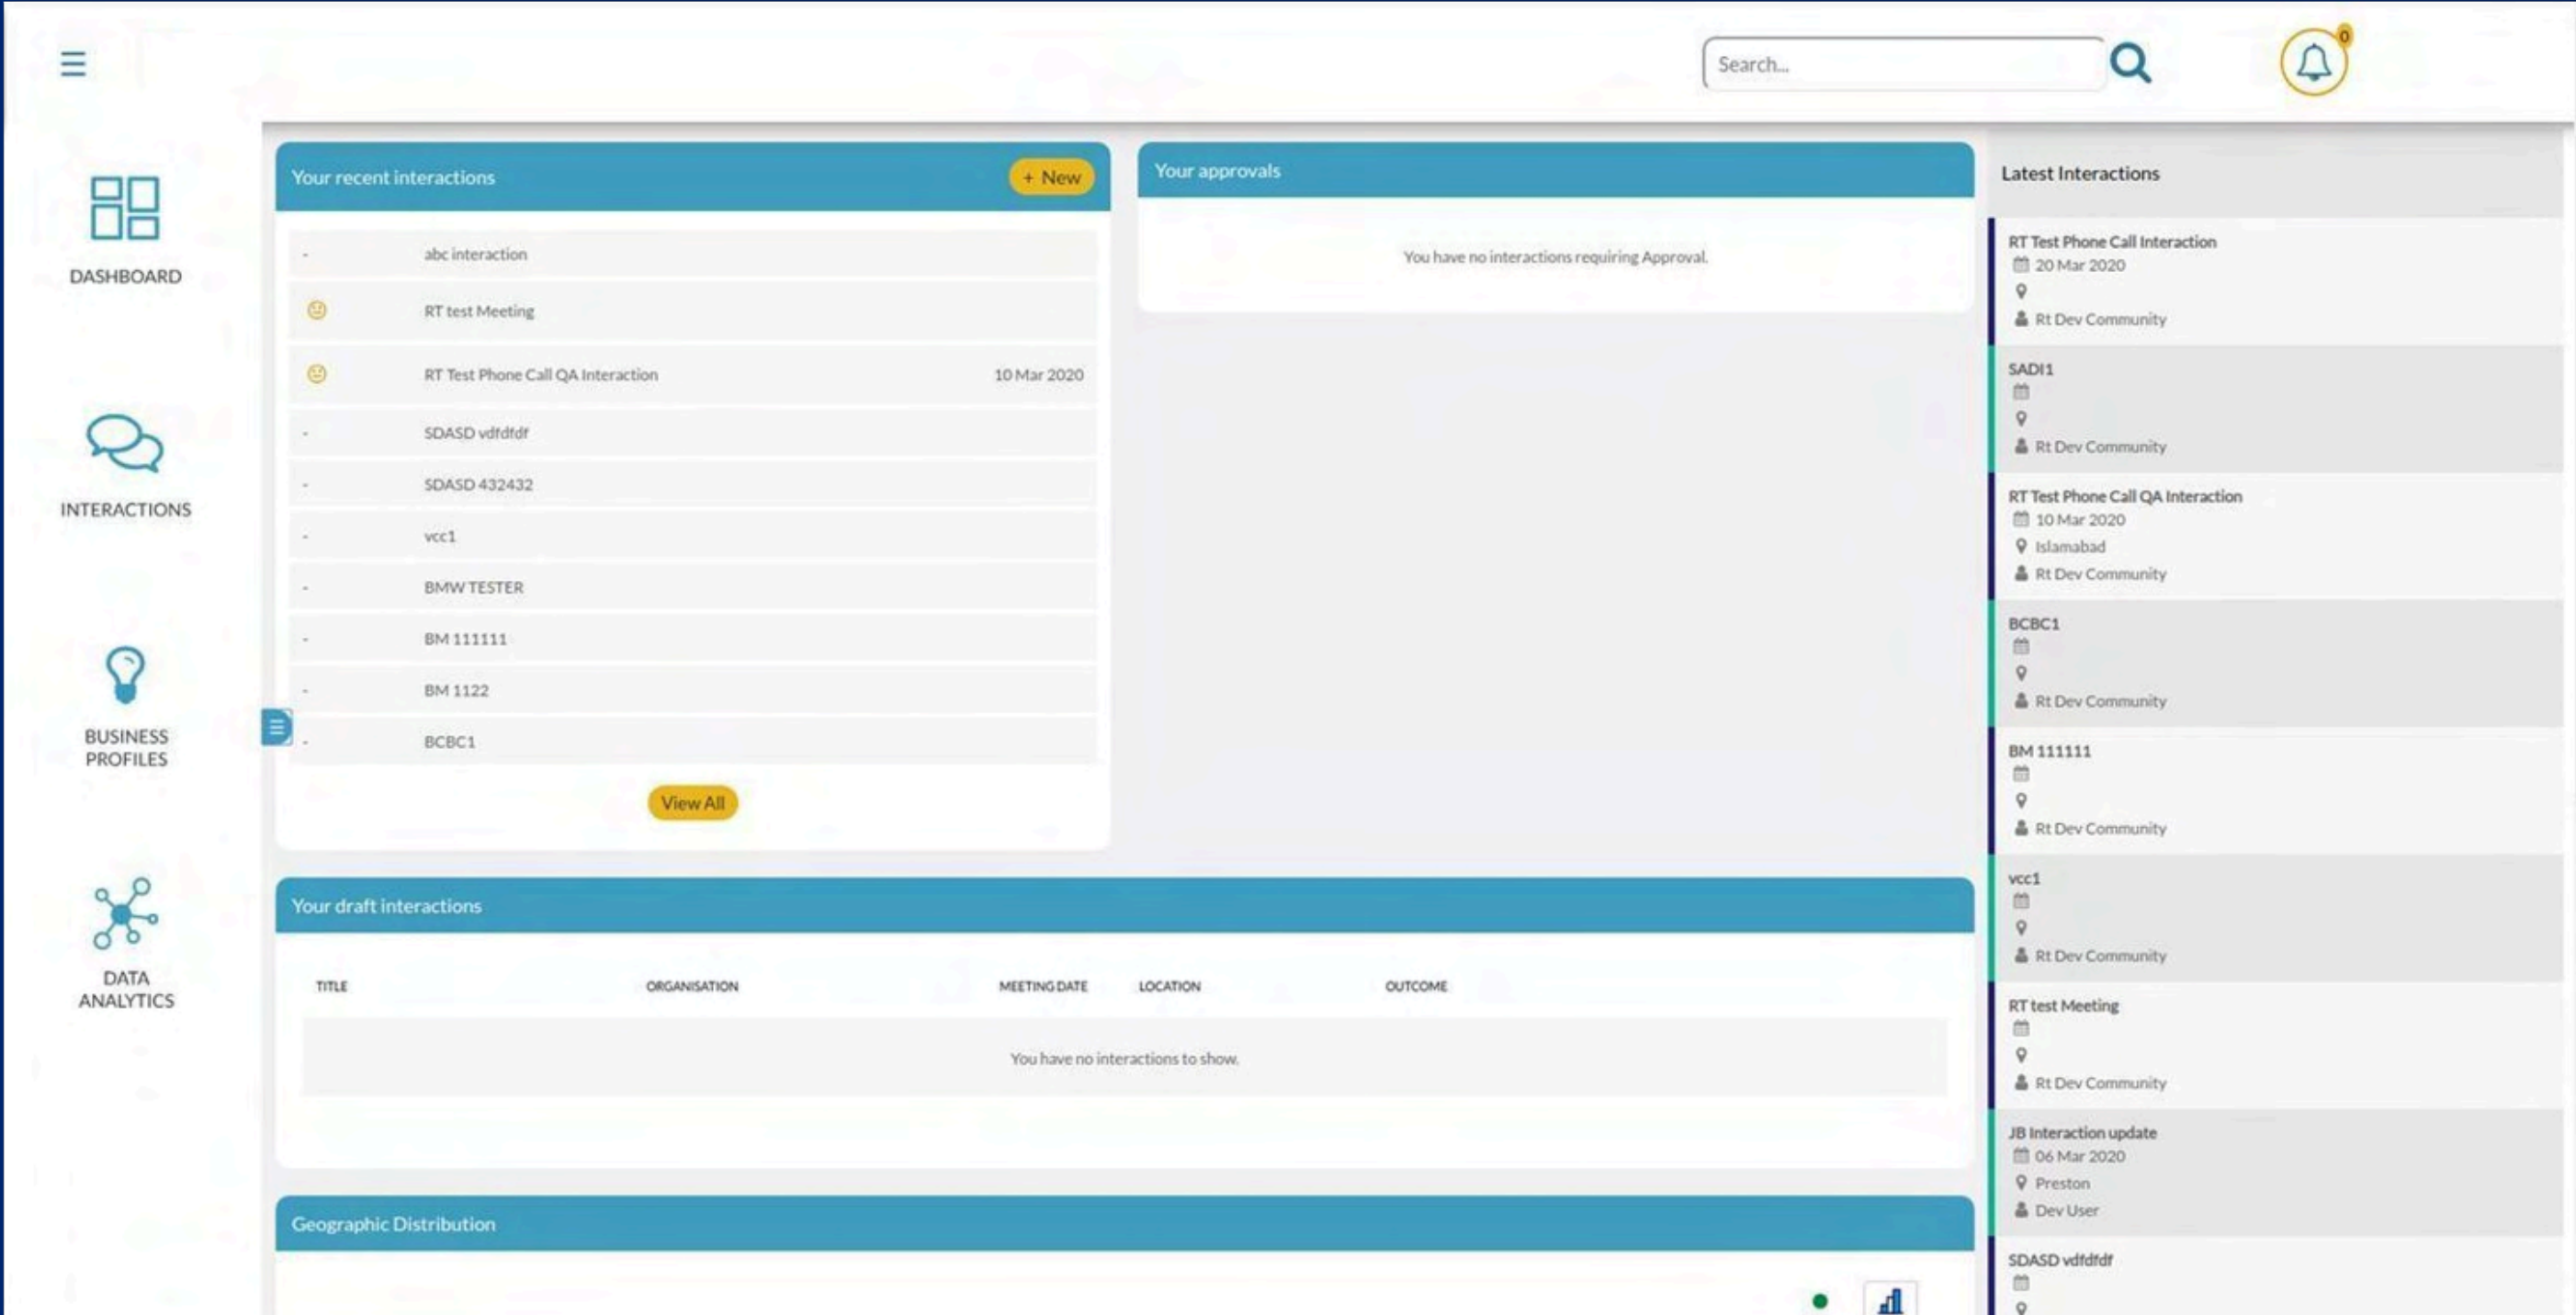 Search...
0
DASHBOARD
INTERACTIONS
BUSINESS
PROFILES
DATA
ANALYTICS
Your recent interactions
+ New
- abc interaction
RT test Meeting
RT Test Phone Call QA Interaction 10 Mar 2020
- SDASD vdfdfdf
- SDASD 432432
- vcc1
- BMW TESTER
- BM 111111
- BM 1122
- BCBC1
View All
Your approvals
You have no interactions requiring Approval.
Your draft interactions
TITLE ORGANISATION MEETING DATE LOCATION OUTCOME
You have no interactions to show.
Geographic Distribution
Latest Interactions
RT Test Phone Call Interaction
20 Mar 2020
Rt Dev Community
SADI1
Rt Dev Community
RT Test Phone Call QA Interaction
10 Mar 2020
Islamabad
Rt Dev Community
BCBC1
Rt Dev Community
BM 111111
Rt Dev Community
vcc1
Rt Dev Community
RT test Meeting
Rt Dev Community
JB Interaction update
06 Mar 2020
Preston
Dev User
SDASD vdfdfdf